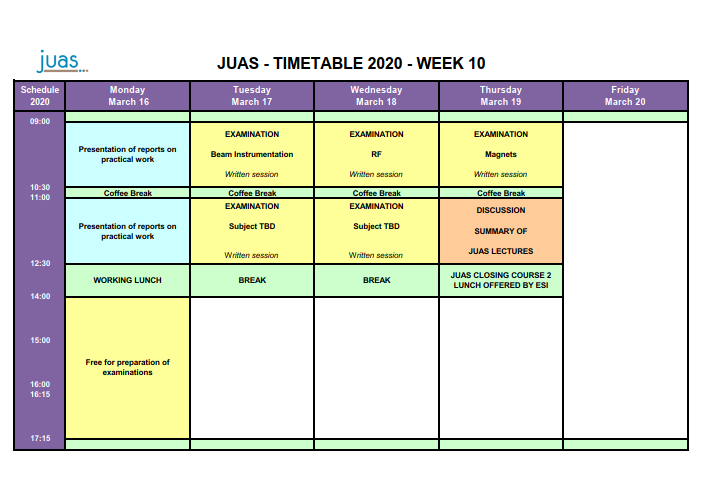 juas...
JUAS - TIMETABLE 2020 - WEEK 10
Schedule
2020
Monday
March 16
Tuesday
March 17
Wednesday
March 18
Thursday
March 19
Friday
March 20
09:00
Presentation of reports on
practical work
EXAMINATION
Beam Instrumentation
Written session
EXAMINATION
RF
Written session
EXAMINATION
Magnets
Written session
10:30
Coffee Break
Coffee Break
Coffee Break
Coffee Break
11:00
Presentation of reports on
practical work
EXAMINATION
Subject TBD
Written session
EXAMINATION
Subject TBD
Written session
DISCUSSION
SUMMARY OF
JUAS LECTURES
12:30
WORKING LUNCH
BREAK
BREAK
JUAS CLOSING COURSE 2
LUNCH OFFERED BY ESI
14:00
15:00
Free for preparation of
examinations
16:00
16:15
17:15